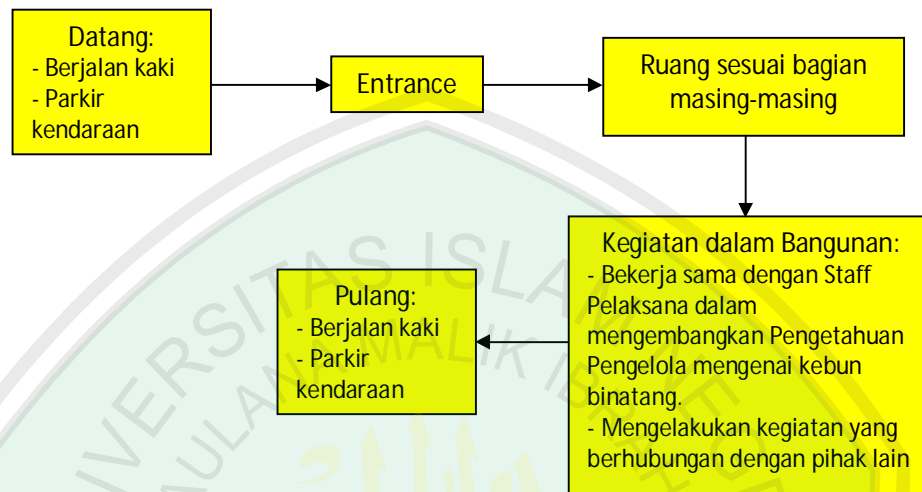 Datang:
- Berjalan kaki
- Parkir
kendaraan
Entrance
Ruang sesuai bagian
masing-masing
Kegiatan dalam Bangunan:
- Bekerja sama dengan Staff
Pelaksana dalam
mengembangkan Pengetahuan
Pengelola mengenai kebun
binatang.
- Mengelakukan kegiatan yang
berhubungan dengan pihak lain
Pulang:
- Berjalan kaki
- Parkir
kendaraan